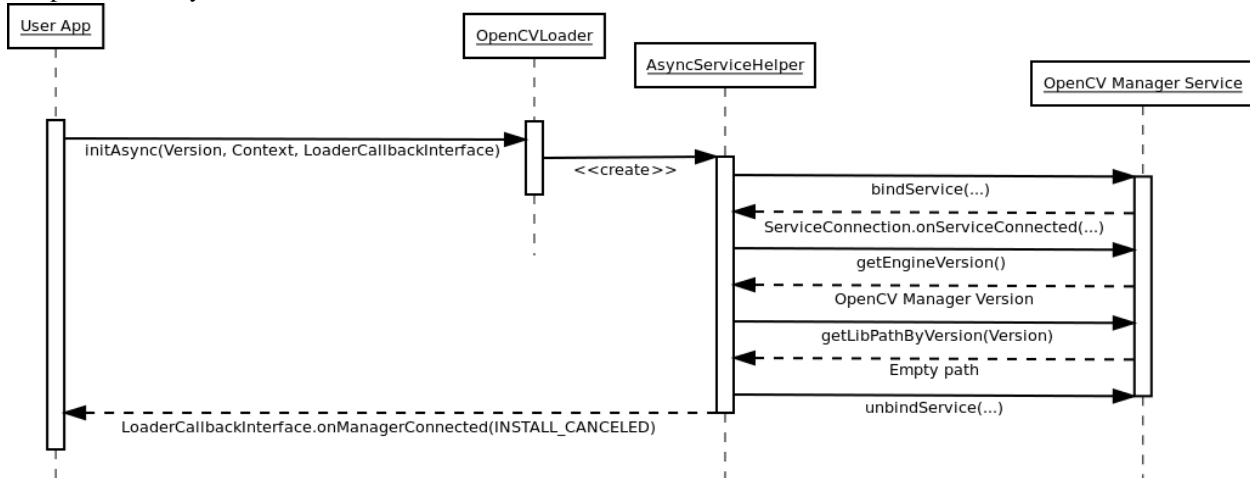 User App
OpenCVLoader
AsyncServiceHelper
OpenCV Manager Service
initAsync(Version, Context, LoaderCallbackInterface)
<<create>>
bindService(...)
ServiceConnection.onServiceConnected(...)
getEngineVersion()
OpenCV Manager Version
getLibPathByVersion(Version)
Empty path
unbindService(...)
LoaderCallbackInterface.onManagerConnected(INSTALL_CANCELED)